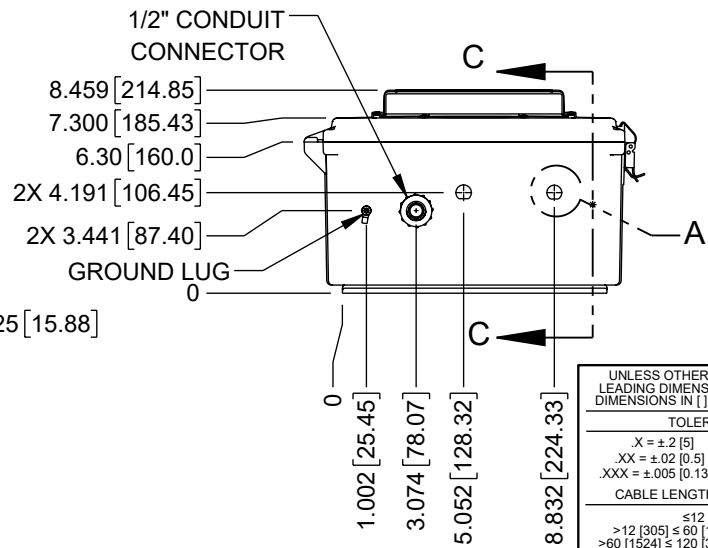 1/2" CONDUIT
CONNECTOR
C
8.459 [214.85]
7.300 [185.43]
6.30 [160.0]
2X 4.191 [106.45]
2X 3.441 [87.40]
A
GROUND LUG
0
25 [15.88]
C
0
1.002 [25.45]
3.074 [78.07]
5.052 [128.32]
8.832 [224.33]
UNLESS OTHER
LEADING DIMENS
DIMENSIONS IN [ ]
TOLER
.X = ±.2 [5]
.XX = ±.02 [0.5]
.XXX = ±.005 [0.13
CABLE LENGTH
≤12
>12 [305] ≤ 60 [1
>60 [1524] ≤ 120 [3